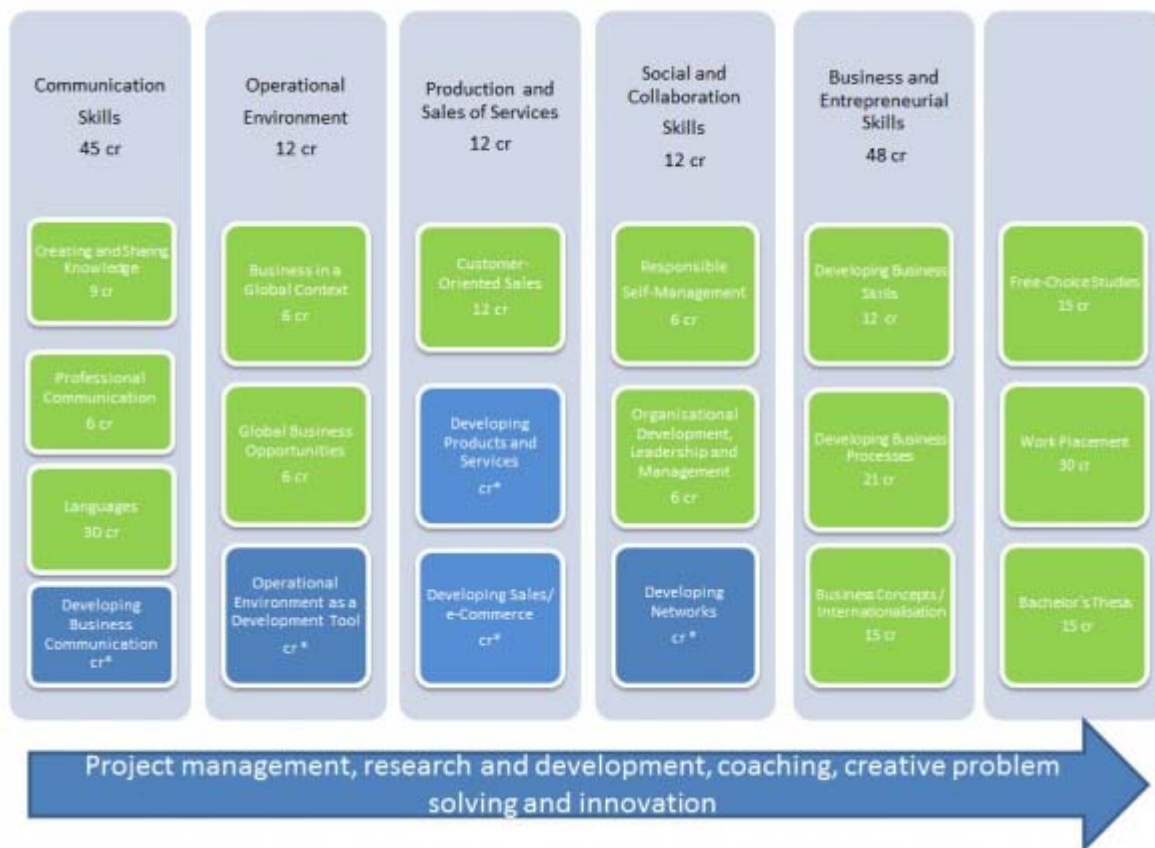 Communication
Skills
45 cr
Creating and Sharing
Knowledge
9 cr
Professional
Communication
6 cr
Languages
30 cr
Developing
Business
Communication
cr*
Operational
Environment
12 cr
Business in a
Global Context
6 cr
Global Business
Opportunities
6 cr
Operational
Environment as a
Development Tool
cr *
Production and
Sales of Services
12 cr
Customer-
Oriented Sales
12 cr
Developing
Products and
Services
cr*
Developing Sales/
e-Commerce
cr*
Social and
Collaboration
Skills
12 cr
Responsible
Self-Management
6 cr
Organisational
Development,
Leadership and
Management
6 cr
Developing
Networks
cr *
Business and
Entrepreneurial
Skills
48 cr
Developing Business
Skills
12 cr
Developing Business
Processes
21 cr
Business Concepts /
Internationalisation
15 cr
Free-Choice Studies
15 cr
Work Placement
30 cr
Bachelor's Thesis
15 cr
Project management, research and development, coaching, creative problem
solving and innovation